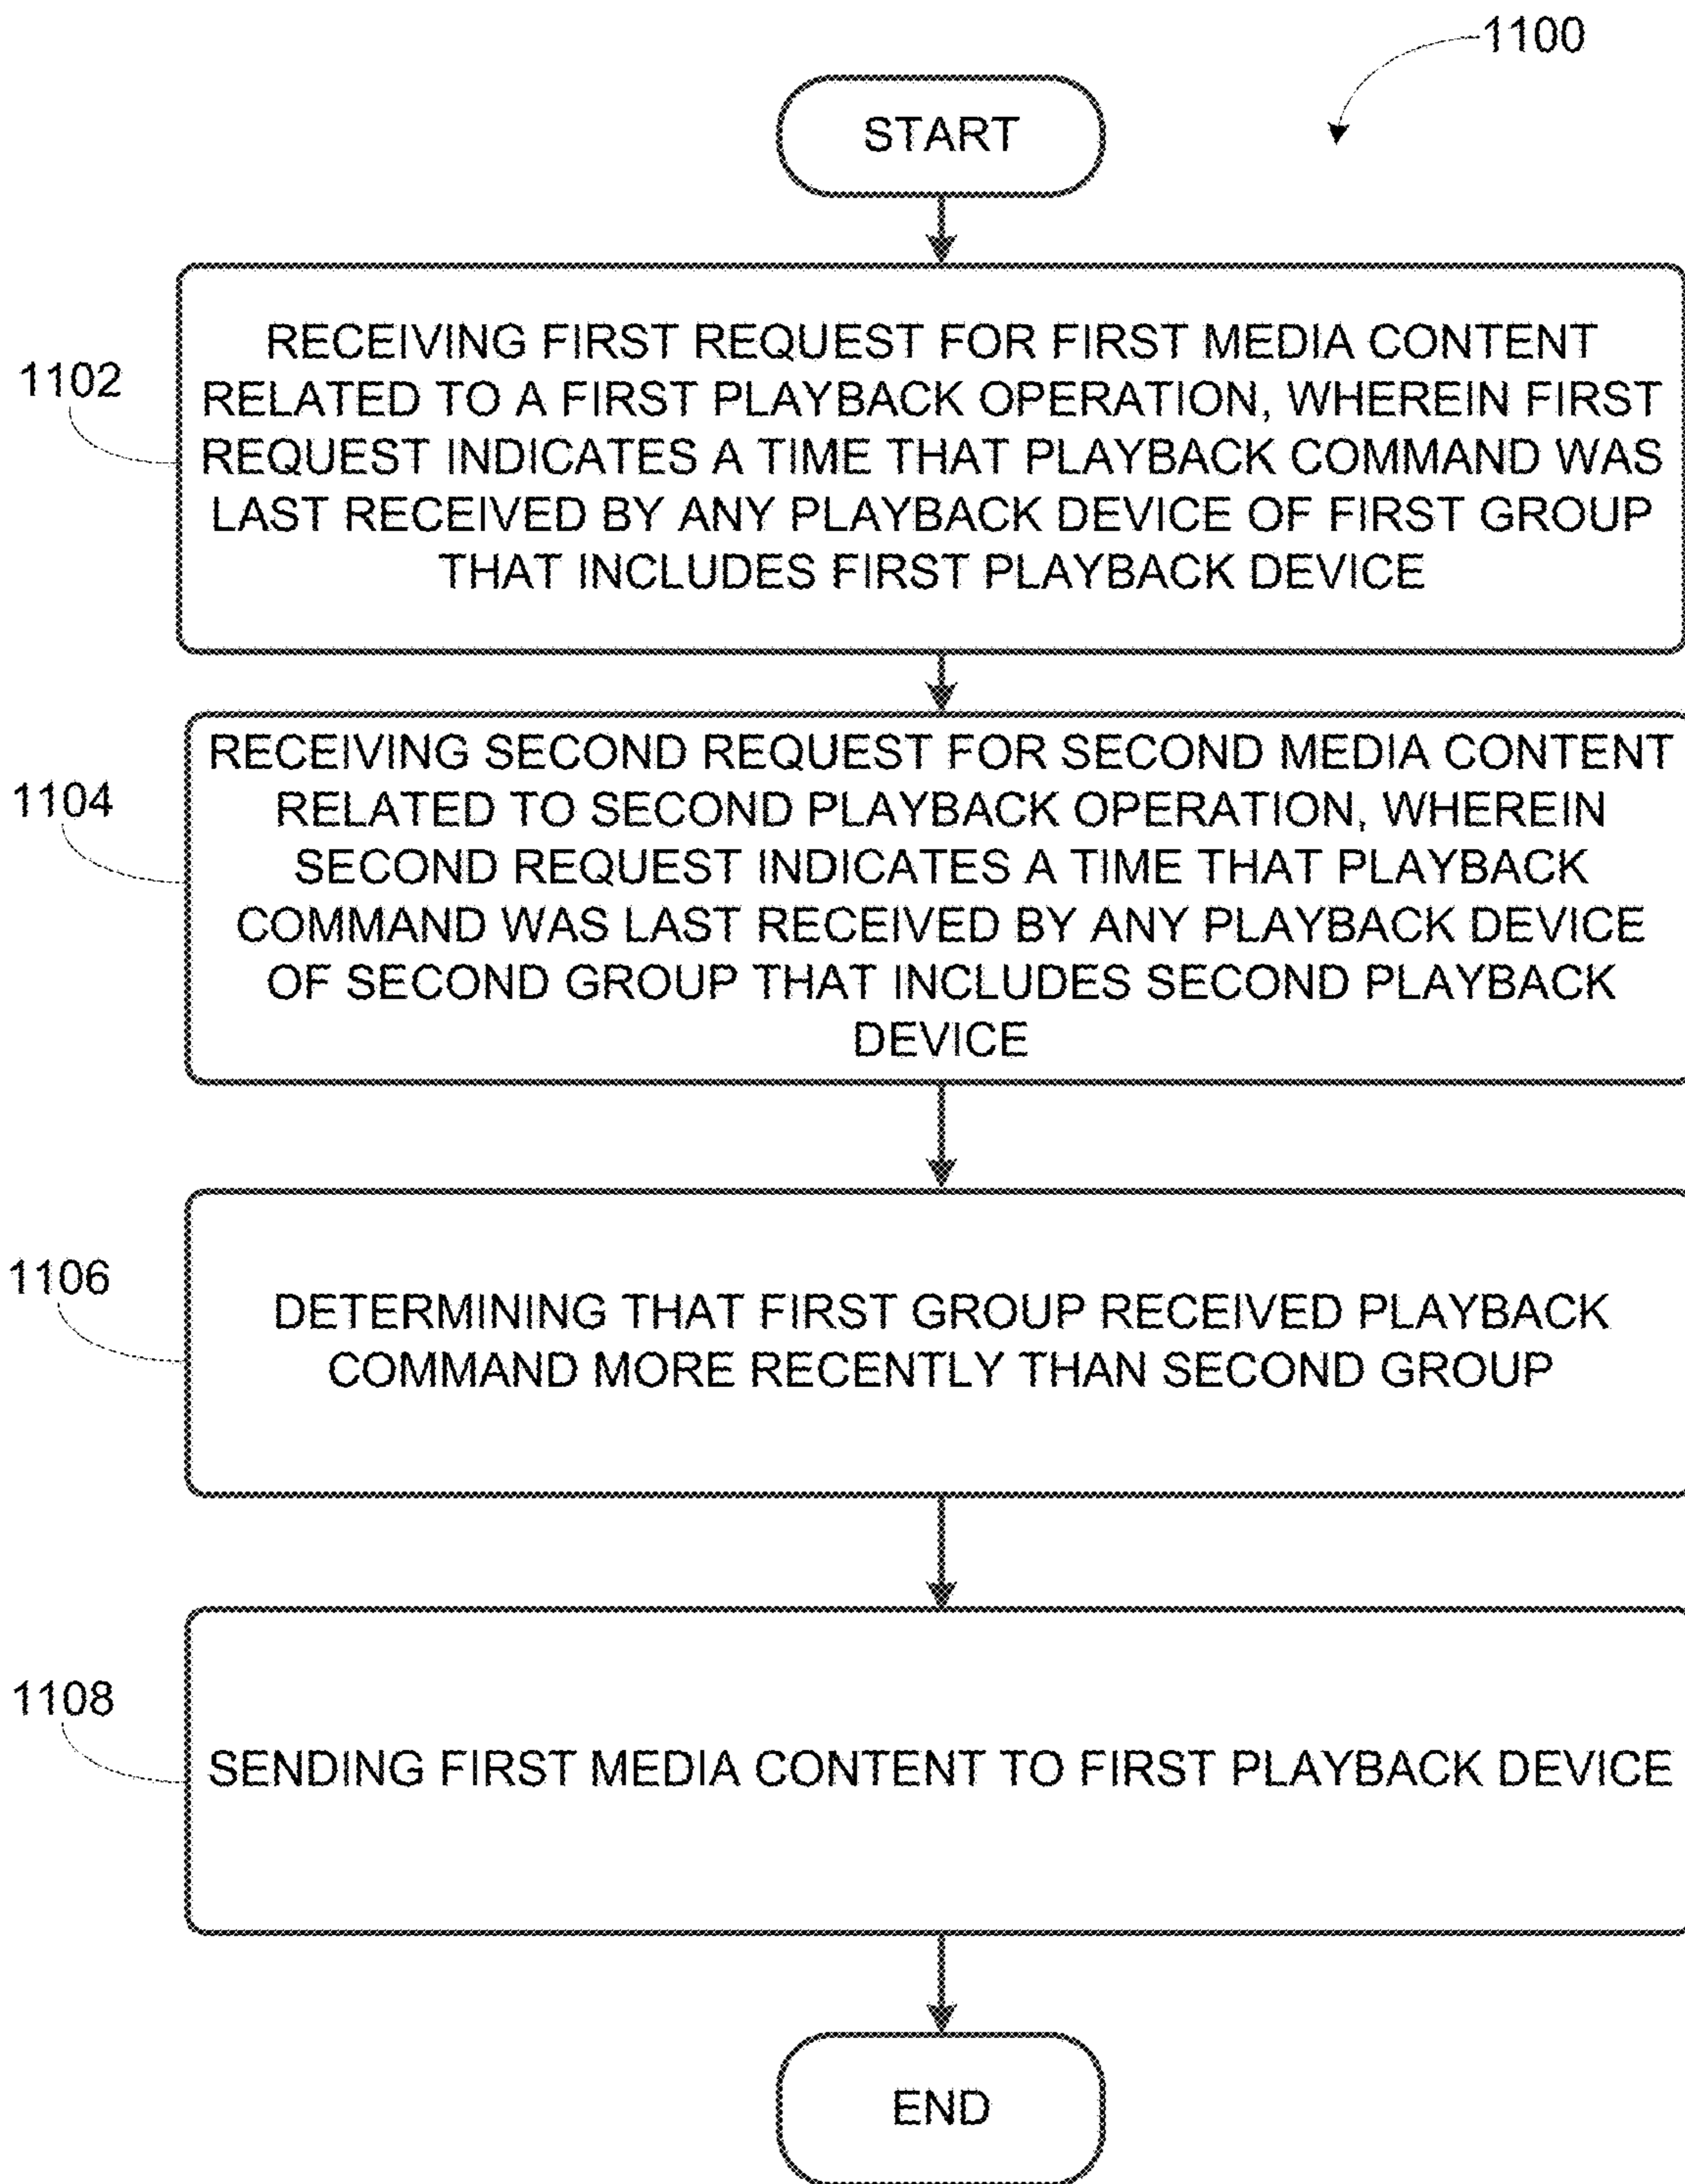 1100
START
1102
RECEIVING FIRST REQUEST FOR FIRST MEDIA CONTENT
RELATED TO A FIRST PLAYBACK OPERATION, WHEREIN FIRST
REQUEST INDICATES A TIME THAT PLAYBACK COMMAND WAS
LAST RECEIVED BY ANY PLAYBACK DEVICE OF FIRST GROUP
THAT INCLUDES FIRST PLAYBACK DEVICE
1104
RECEIVING SECOND REQUEST FOR SECOND MEDIA CONTENT
RELATED TO SECOND PLAYBACK OPERATION, WHEREIN
SECOND REQUEST INDICATES A TIME THAT PLAYBACK
COMMAND WAS LAST RECEIVED BY ANY PLAYBACK DEVICE
OF SECOND GROUP THAT INCLUDES SECOND PLAYBACK
DEVICE
1106
DETERMINING THAT FIRST GROUP RECEIVED PLAYBACK
COMMAND MORE RECENTLY THAN SECOND GROUP
1108
SENDING FIRST MEDIA CONTENT TO FIRST PLAYBACK DEVICE
END